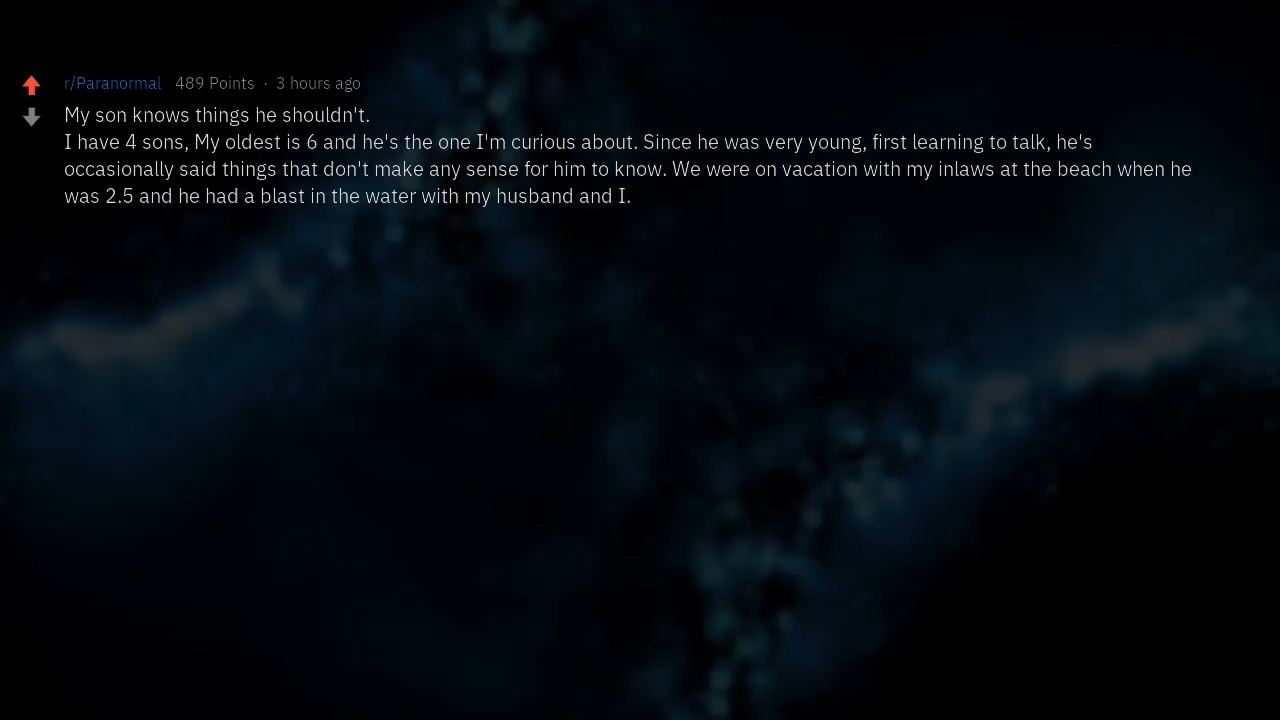 r/Paranormal 489 Points · 3 hours ago
My son knows things he shouldn't.
I have 4 sons, My oldest is 6 and he's the one I'm curious about. Since he was very young, first learning to talk, he's
occasionally said things that don't make any sense for him to know. We were on vacation with my inlaws at the beach when he
was 2.5 and he had a blast in the water with my husband and I.